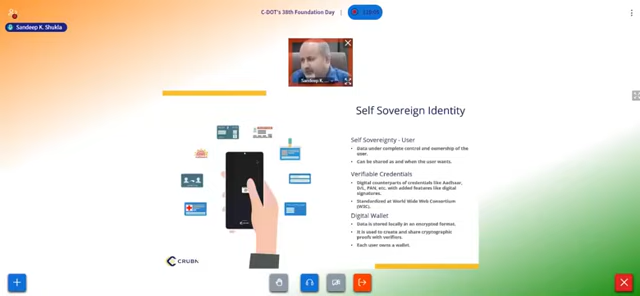 C-DOT's 38th Foundation Day
Sandeep K. Shukla
Sandeep K...
Self Sovereign Identity
Self Sovereignty - User
• Data under complete control and ownership of the
user.
• Can be shared as and when the user wants.
Verifiable Credentials
• Digital counterparts of credentials like Aadhaar,
D/L, PAN, etc. with added features like digital
signatures.
• Standardized at World Wide Web Consortium
(W3C).
Digital Wallet
• Data is stored locally in an encrypted format.
• It is used to create and share cryptographic
proofs with verifiers.
• Each user owns a wallet.